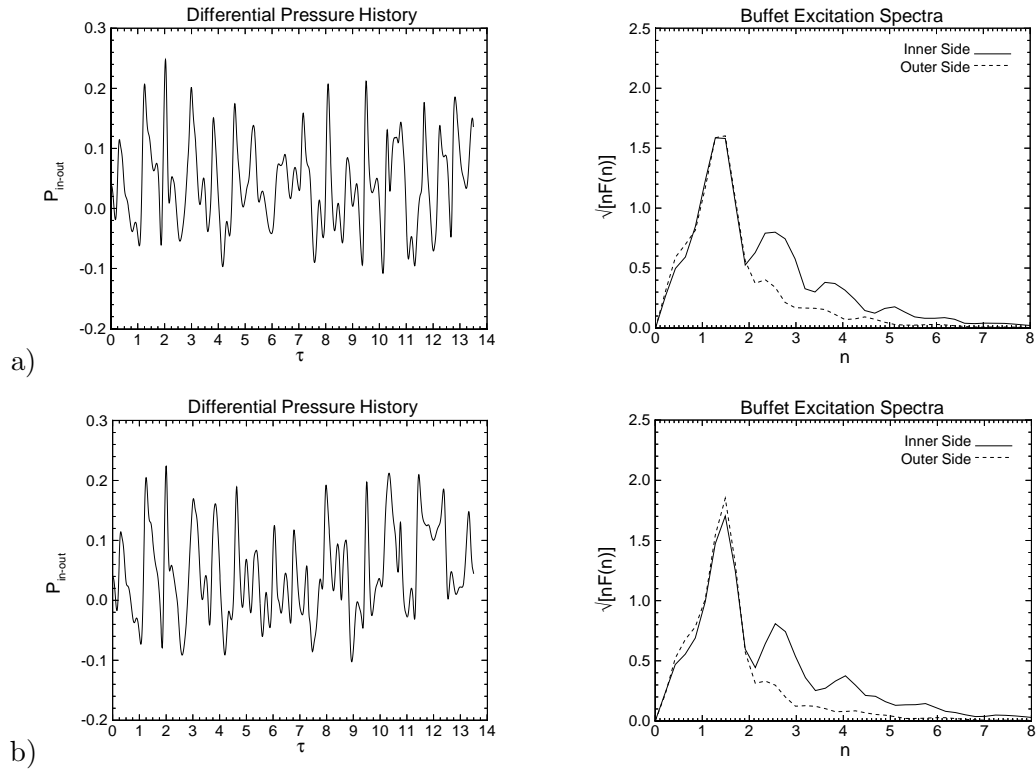 Differential Pressure History
0.3
0.2
0.1
0.0
-0.1
-0.2
P in-out
0 1 2 3 4 5 6 7 8 9 10 11 12 13 14
τ
Buffet Excitation Spectra
Inner Side
Outer Side
2.5
2.0
1.5
1.0
0.5
0.0
√[nF(n)]
0 1 2 3 4 5 6 7 8
n
a)
Differential Pressure History
0.3
0.2
0.1
0.0
-0.1
-0.2
P in-out
0 1 2 3 4 5 6 7 8 9 10 11 12 13 14
τ
Buffet Excitation Spectra
Inner Side
Outer Side
2.5
2.0
1.5
1.0
0.5
0.0
√[nF(n)]
0 1 2 3 4 5 6 7 8
n
b)